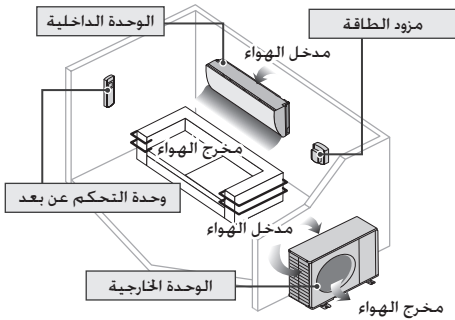 الوحدة الداخلية
مزود الطاقة
مدخل الهواء
مخرج الهواء
وحدة التحكم عن بعد
مدخل الهواء
الوحدة الخارجية
مخرج الهواء